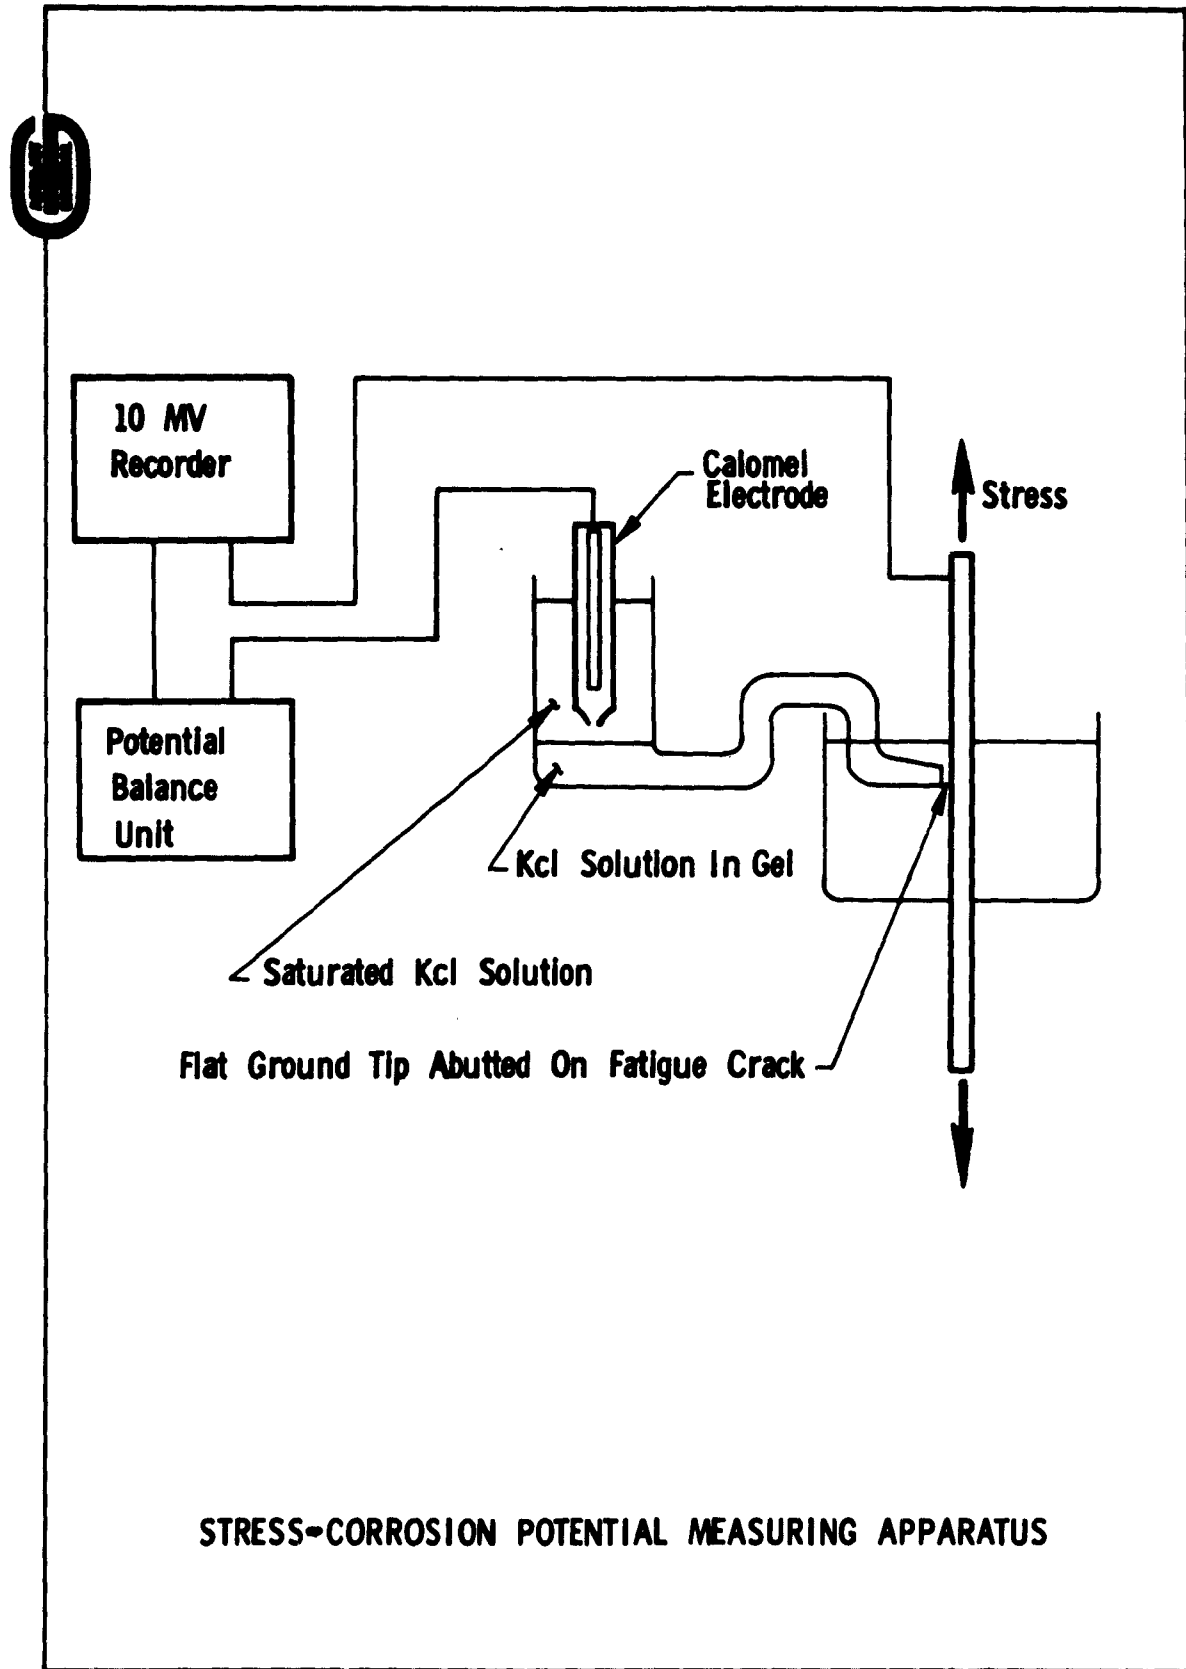 10 MV
Recorder
Calomel
Electrode
Stress
Potential
Balance
Unit
Kcl Solution In Gel
Saturated Kcl Solution
Flat Ground Tip Abutted On Fatigue Crack
STRESS-CORROSION POTENTIAL MEASURING APPARATUS